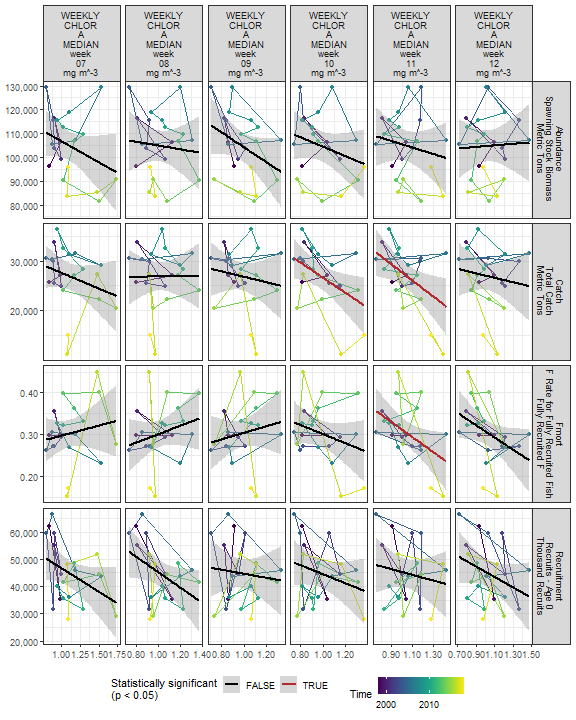 WEEKLY
CHLOR
A
MEDIAN
week
07
mg m^-3
WEEKLY
CHLOR
A
MEDIAN
week
08
mg m^-3
WEEKLY
CHLOR
A
MEDIAN
week
09
mg m^-3
WEEKLY
CHLOR
A
MEDIAN
week
10
mg m^-3
WEEKLY
CHLOR
A
MEDIAN
week
11
mg m^-3
WEEKLY
CHLOR
A
MEDIAN
week
12
mg m^-3
130,000
120,000
110,000
100,000
90,000
80,000
Abundance
Spawning Stock Biomass
Metric Tons
30,000
20,000
Catch
Total Catch
Metric Tons
0.40
0.30
0.20
Fmort
F Rate for Fully Recruited Fish
Fully Recruited F
60,000
50,000
40,000
30,000
20,000
Recruitment
Recruits - Age 0
Thousand Recruits
1.00 1.25 1.50 1.75
0.80 1.00 1.20 1.40
0.80 1.00 1.20 1.40
0.80 1.00 1.20
0.90 1.10 1.30
0.70 0.90 1.10 1.30 1.50
Statistically significant
(p < 0.05)
FALSE TRUE
Time
2000 2010